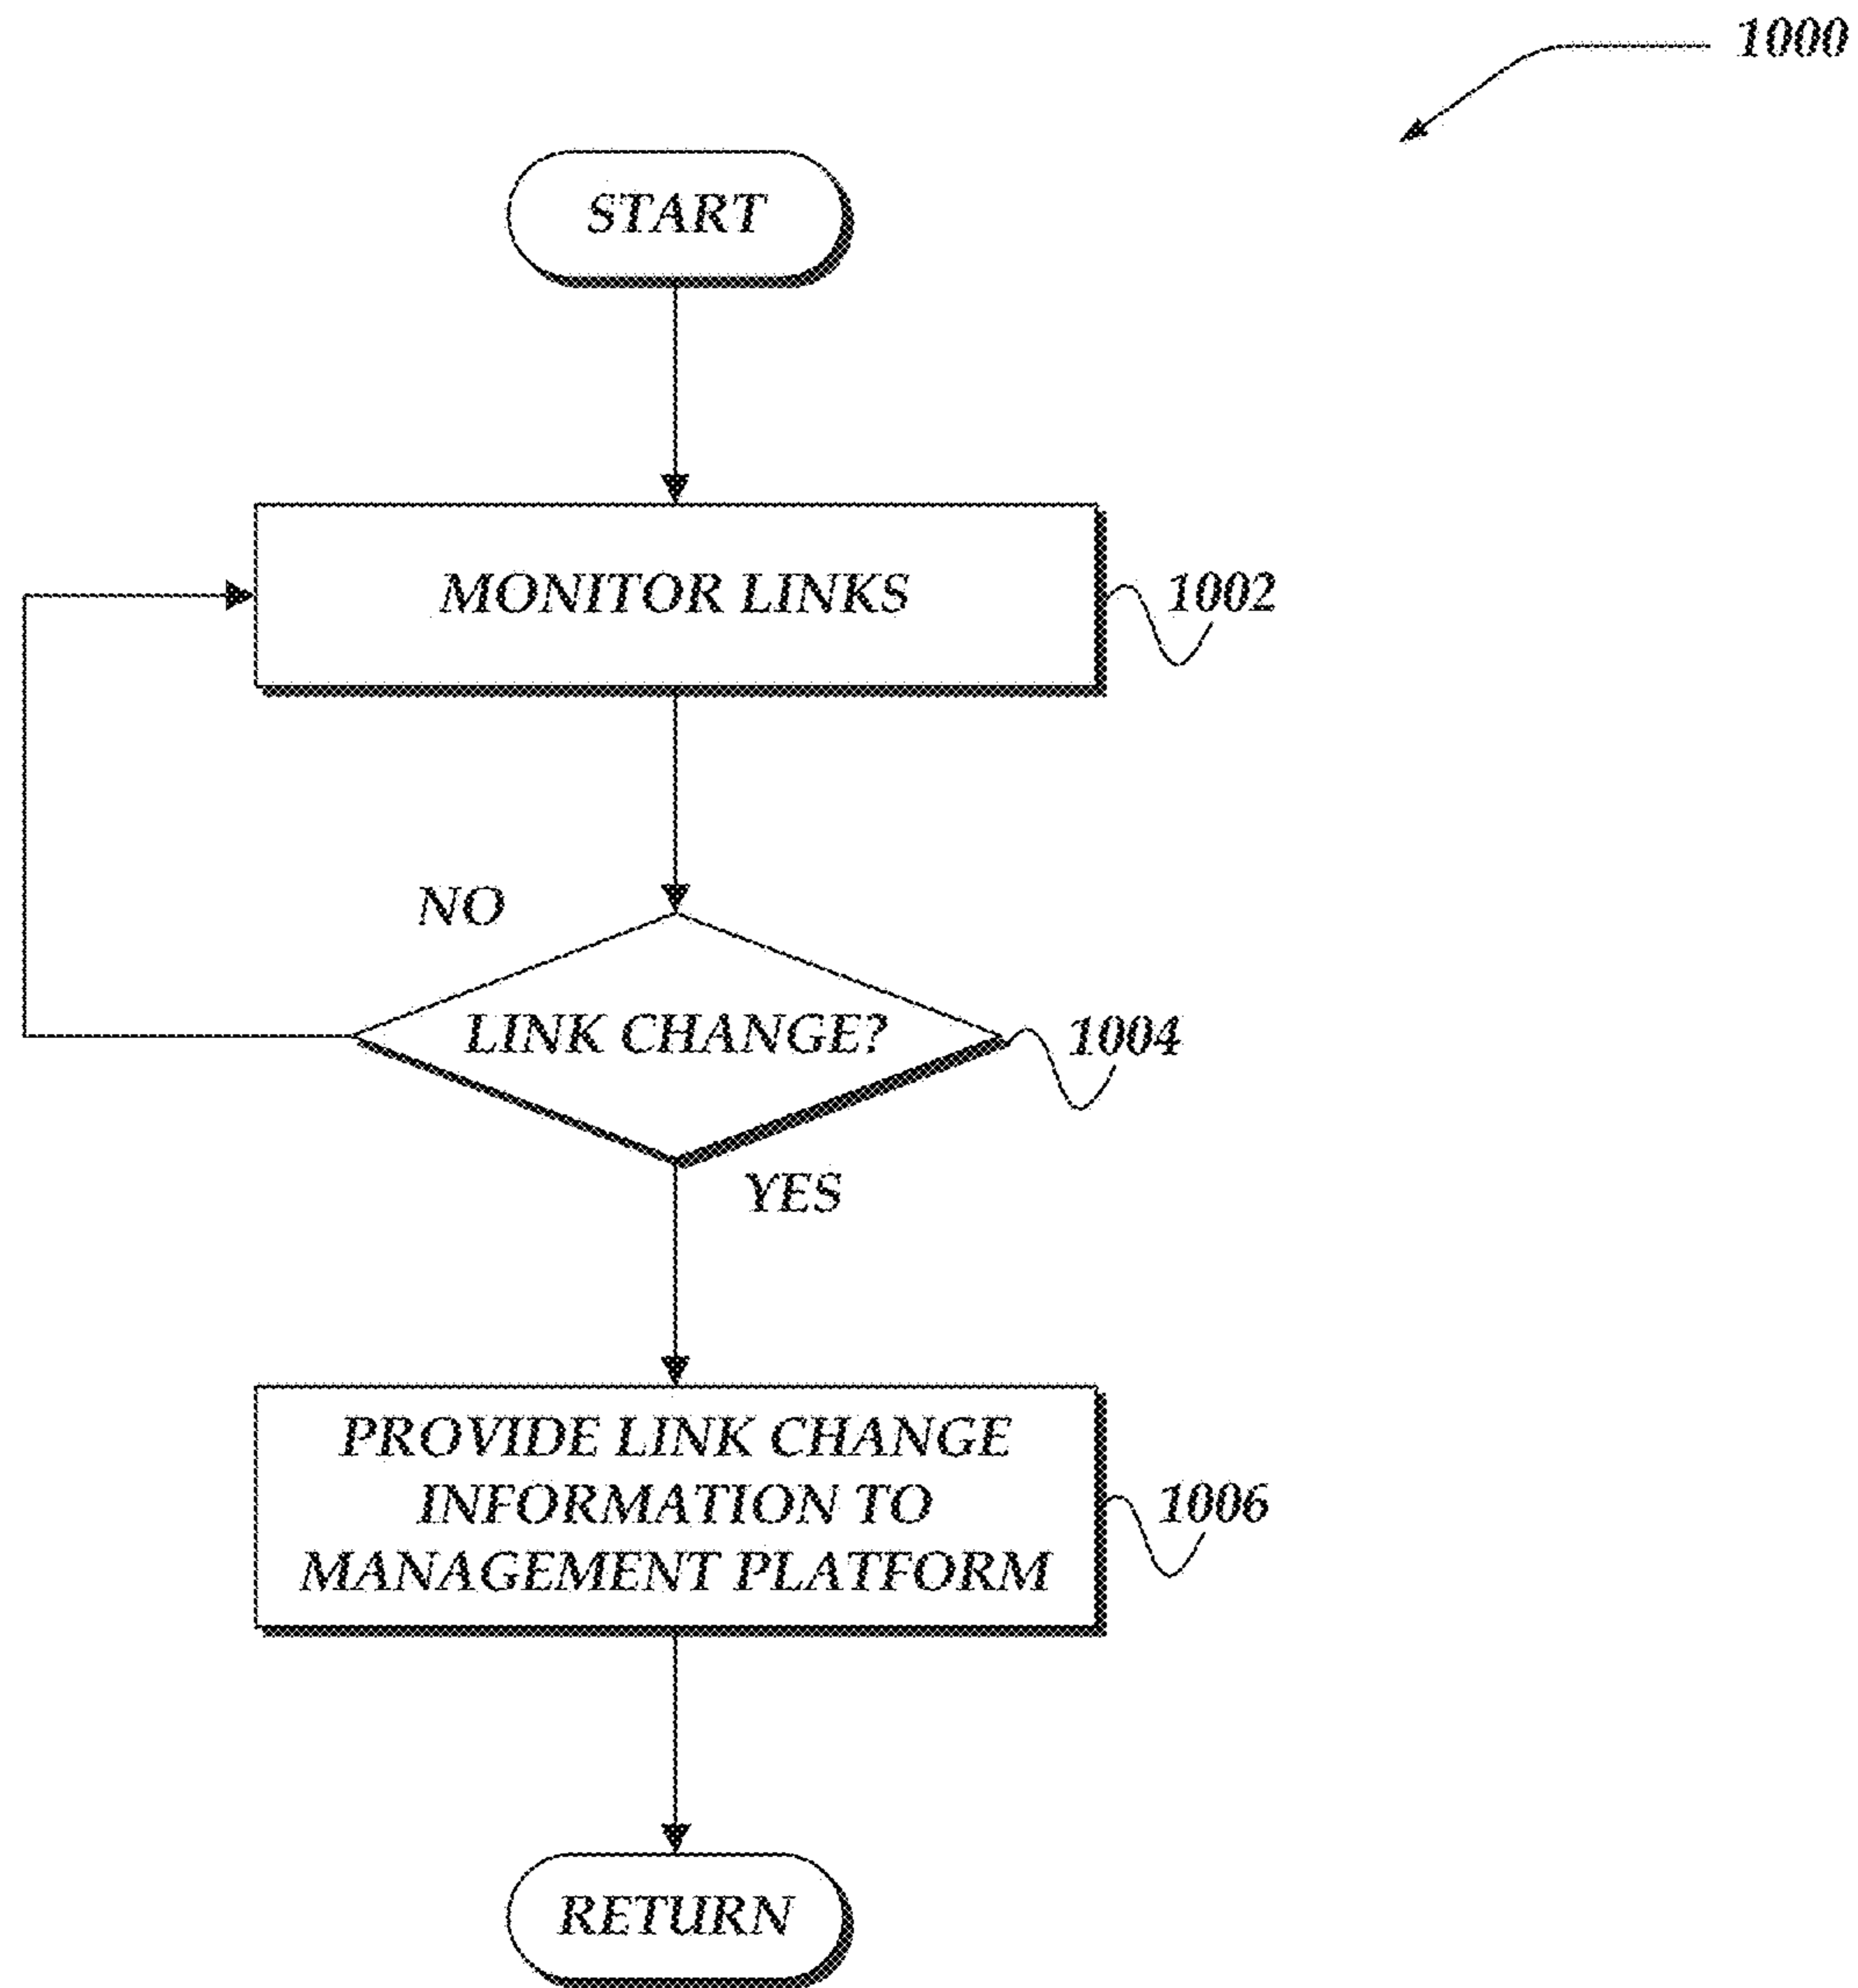 1000
START
MONITOR LINKS
1002
NO
LINK CHANGE?
1004
YES
PROVIDE LINK CHANGE
INFORMATION TO
MANAGEMENT PLATFORM
1006
RETURN